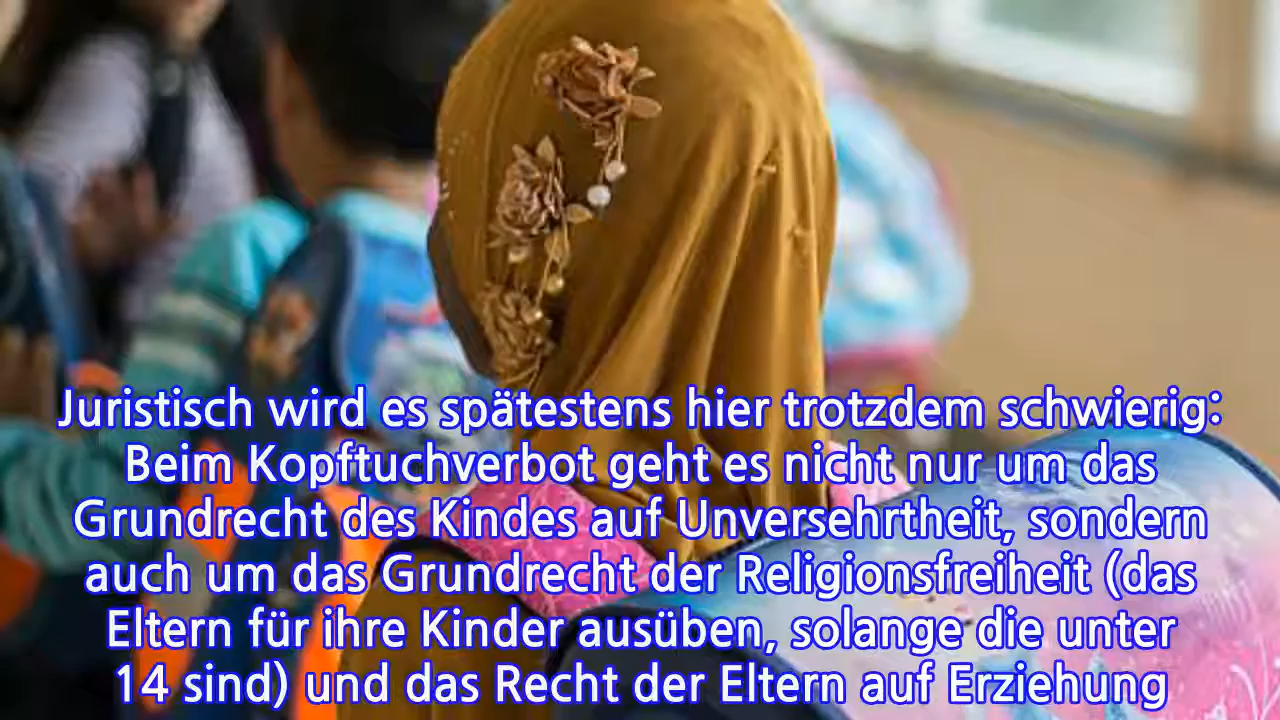 Juristisch wird es spätestens hier trotzdem schwierig:
Beim Kopftuchverbot geht es nicht nur um das
Grundrecht des Kindes auf Unversehrtheit, sondern
auch um das Grundrecht der Religionsfreiheit (das
Eltern für ihre Kinder ausüben, solange die unter
14 sind) und das Recht der Eltern auf Erziehung